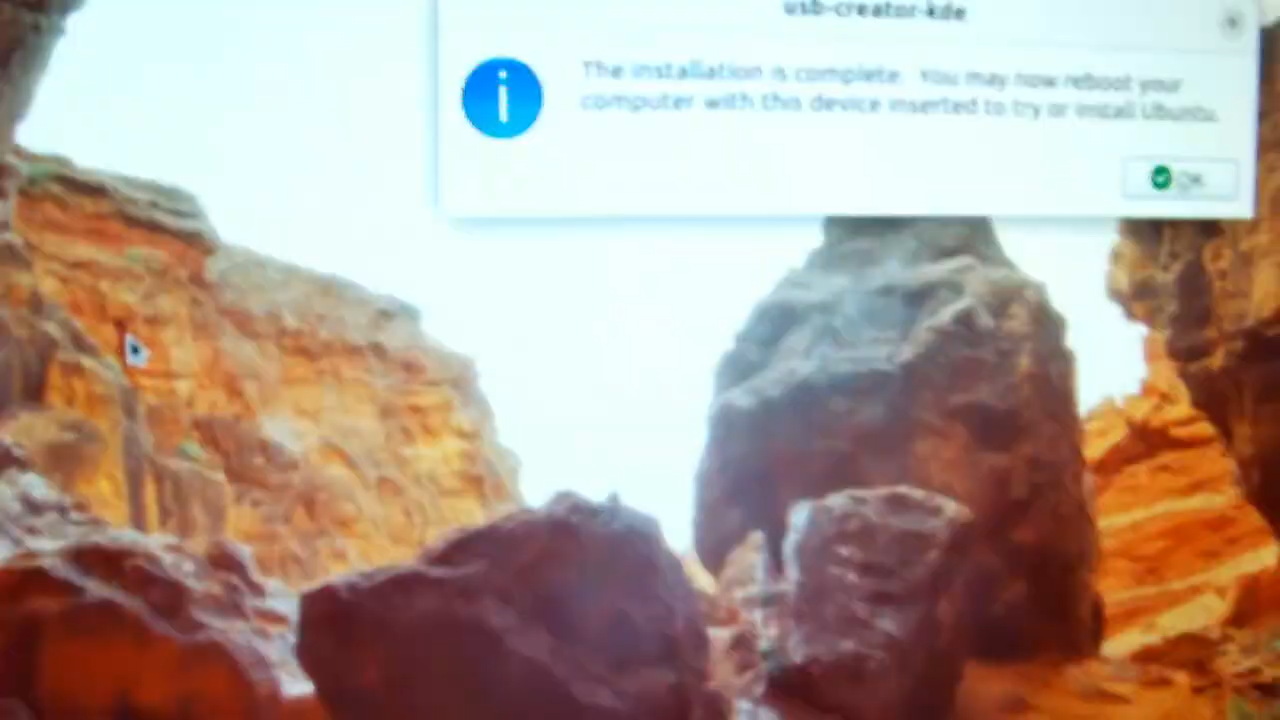 usb-creator-kde
The installation is complete. You may now reboot your
computer with this device inserted to try or install Ubuntu.
OK